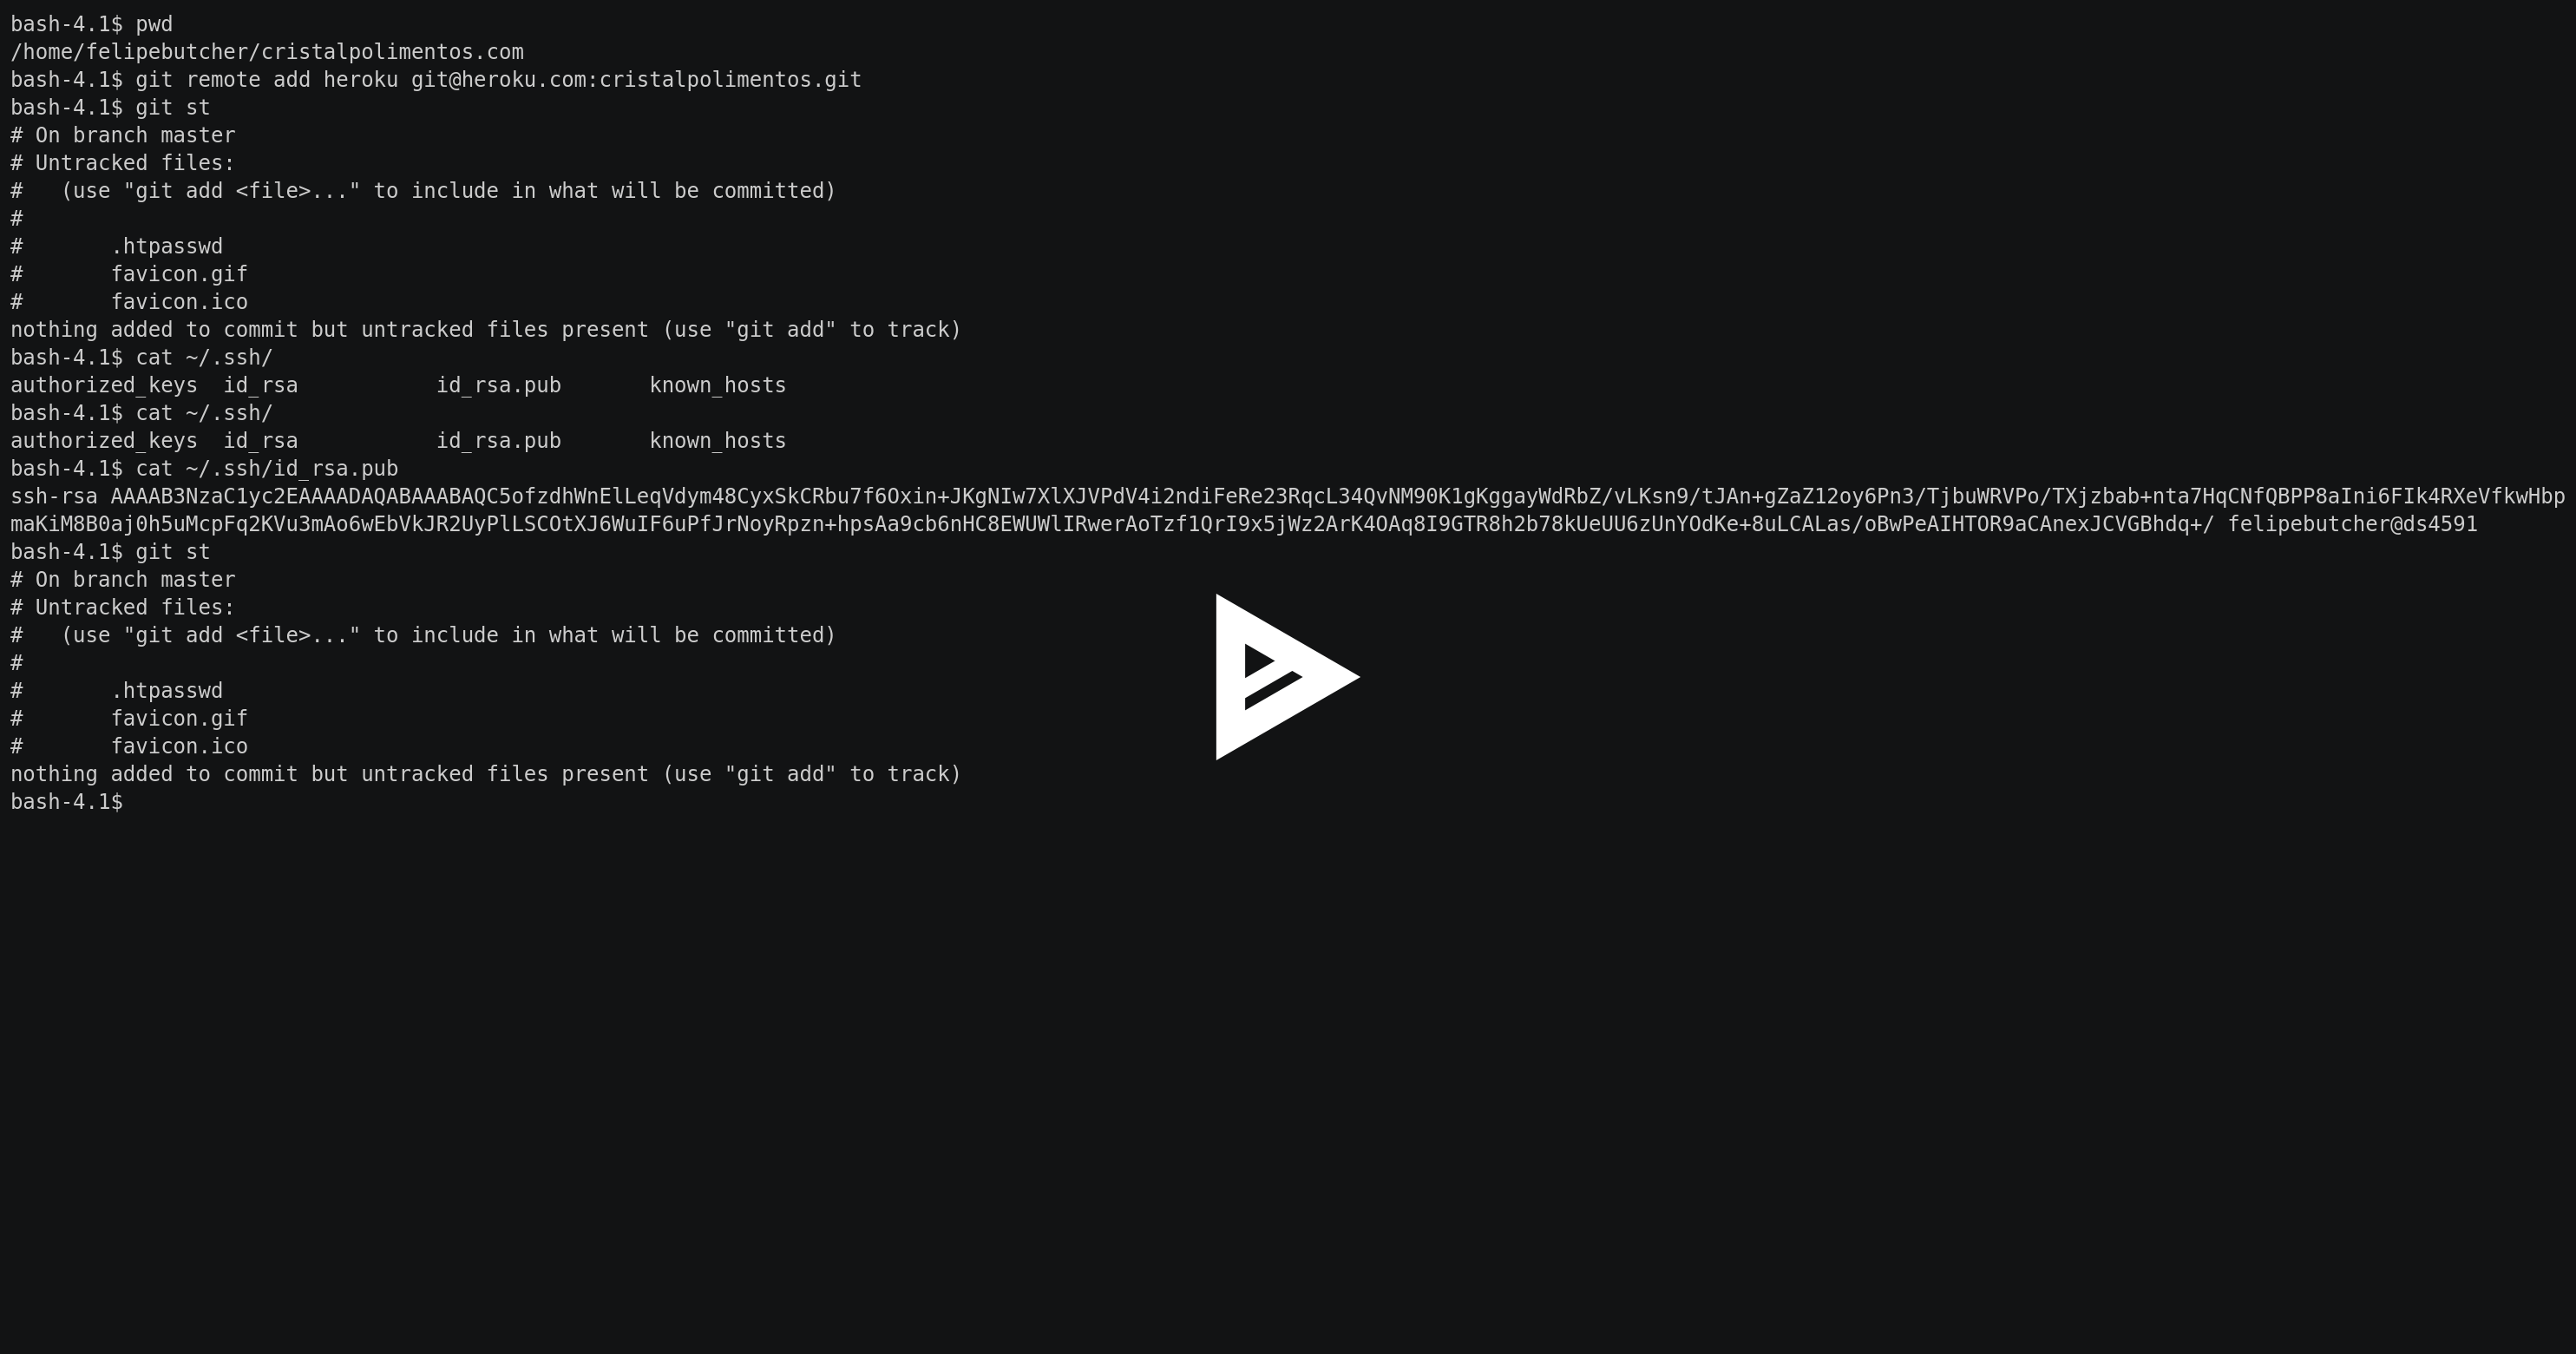 bash-4.1$ pwd
/home/felipebutcher/cristalpolimentos.com
bash-4.1$ git remote add heroku git@heroku.com:cristalpolimentos.git
bash-4.1$ git st
# On branch master
# Untracked files:
#   (use "git add <file>..." to include in what will be committed)
#
#       .htpasswd
#       favicon.gif
#       favicon.ico
nothing added to commit but untracked files present (use "git add" to track)
bash-4.1$ cat ~/.ssh/
authorized_keys  id_rsa           id_rsa.pub       known_hosts
bash-4.1$ cat ~/.ssh/
authorized_keys  id_rsa           id_rsa.pub       known_hosts
bash-4.1$ cat ~/.ssh/id_rsa.pub
ssh-rsa AAAAB3NzaC1yc2EAAAADAQABAAABAQC5ofzdhWnElLeqVdym48CyxSkCRbu7f6Oxin+JKgNIw7XlXJVPdV4i2ndiFeRe23RqcL34QvNM90K1gKggayWdRbZ/vLKsn9/tJAn+gZaZ12oy6Pn3/TjbuWRVPo/TXjzbab+nta7HqCNfQBPP8aIni6FIk4RXeVfkwHbp
maKiM8B0aj0h5uMcpFq2KVu3mAo6wEbVkJR2UyPlLSCOtXJ6WuIF6uPfJrNoyRpzn+hpsAa9cb6nHC8EWUWlIRwerAoTzf1QrI9x5jWz2ArK4OAq8I9GTR8h2b78kUeUU6zUnYOdKe+8uLCALas/oBwPeAIHTOR9aCAnexJCVGBhdq+/ felipebutcher@ds4591
bash-4.1$ git st
# On branch master
# Untracked files:
#   (use "git add <file>..." to include in what will be committed)
#
#       .htpasswd
#       favicon.gif
#       favicon.ico
nothing added to commit but untracked files present (use "git add" to track)
bash-4.1$